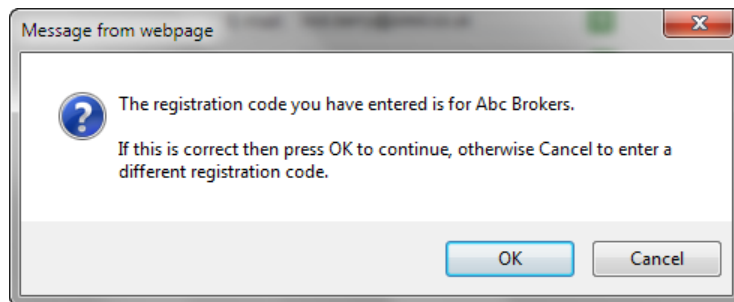 Message from webpage
The registration code you have entered is for Abc Brokers.
If this is correct then press OK to continue, otherwise Cancel to enter a
different registration code.
OK
Cancel